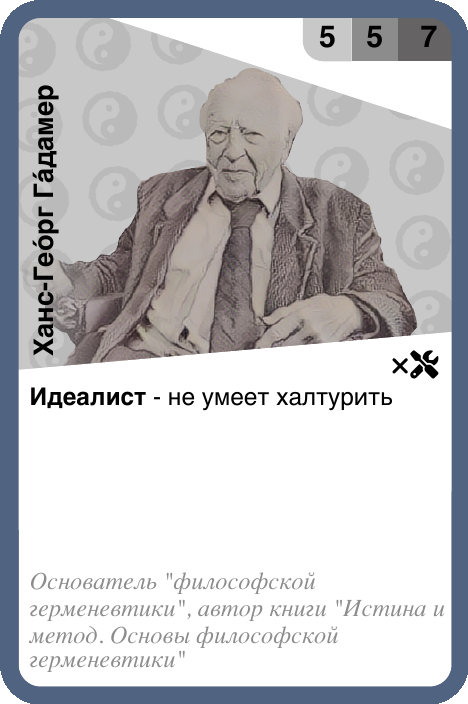 5 5 7
Ханс-Гео́рг Га́дамер
×
Идеалист - не умеет халтурить
Основатель "философской
герменевтики", автор книги "Истина и
метод. Основы философской
герменевтики"